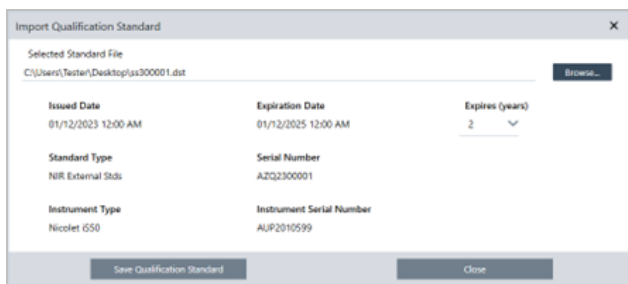 Import Qualification Standard
Selected Standard File
C:\Users\Tester\Desktop\ss300001.dst
Browse...
Issued Date Expiration Date Expires (years)
01/12/2023 12:00 AM 01/12/2025 12:00 AM 2
Standard Type Serial Number
NIR External Stds AZQ2300001
Instrument Type Instrument Serial Number
Nicolet iS50 AUP2010599
Save Qualification Standard Close